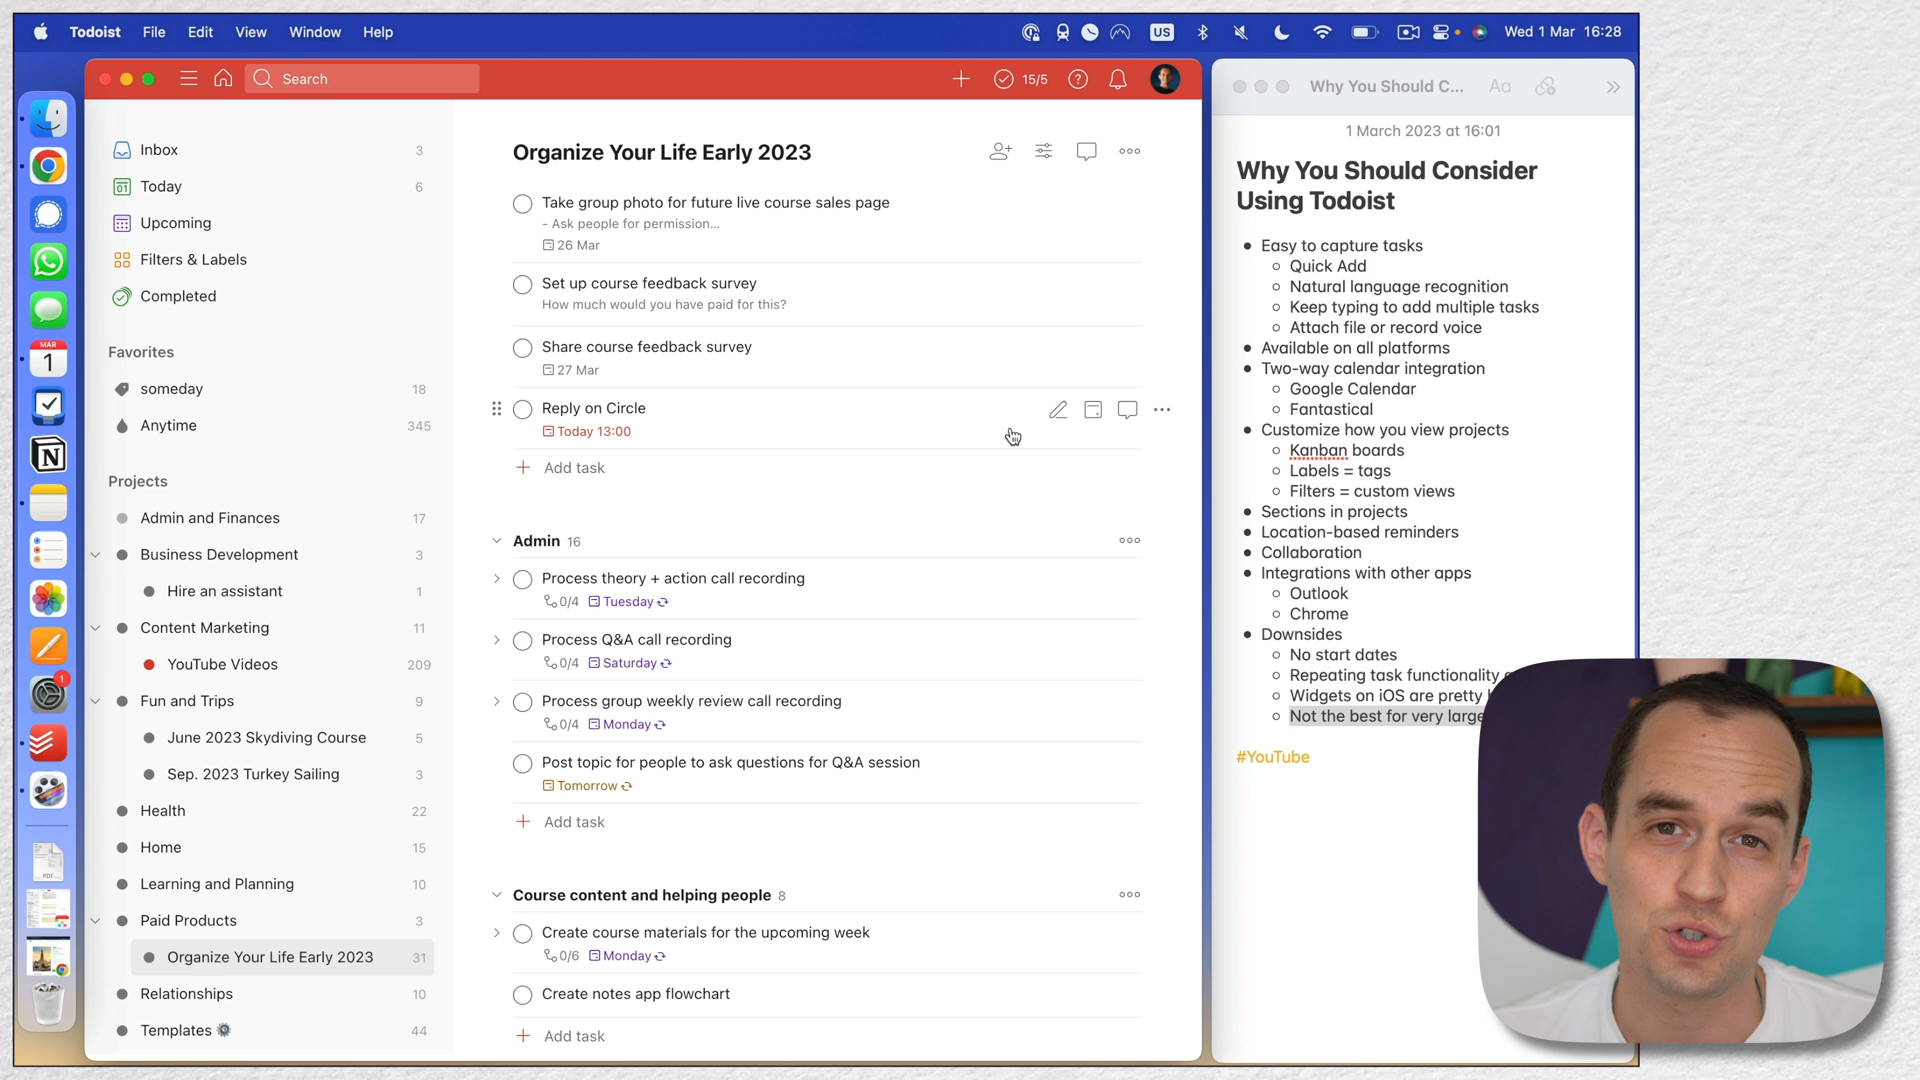 Todoist File Edit View Window Help
US Wed 1 Mar 16:28
Search
15/5
Inbox 3
Today 6
Upcoming
Filters & Labels
Completed
Favorites
someday 18
Anytime 345
Projects
Admin and Finances 17
Business Development 3
Hire an assistant 1
Content Marketing 11
YouTube Videos 209
Fun and Trips 9
June 2023 Skydiving Course 5
Sep. 2023 Turkey Sailing 3
Health 22
Home 15
Learning and Planning 10
Paid Products 3
Organize Your Life Early 2023 31
Relationships 10
Templates 44
Organize Your Life Early 2023
Take group photo for future live course sales page
- Ask people for permission...
26 Mar
Set up course feedback survey
How much would you have paid for this?
Share course feedback survey
27 Mar
Reply on Circle
Today 13:00
Add task
Admin 16
Process theory + action call recording
0/4 Tuesday
Process Q&A call recording
0/4 Saturday
Process group weekly review call recording
0/4 Monday
Post topic for people to ask questions for Q&A session
Tomorrow
Add task
Course content and helping people 8
Create course materials for the upcoming week
0/6 Monday
Create notes app flowchart
Add task
Why You Should C... Aa
1 March 2023 at 16:01
Why You Should Consider
Using Todoist
Easy to capture tasks
Quick Add
Natural language recognition
Keep typing to add multiple tasks
Attach file or record voice
Available on all platforms
Two-way calendar integration
Google Calendar
Fantastical
Customize how you view projects
Kanban boards
Labels = tags
Filters = custom views
Sections in projects
Location-based reminders
Collaboration
Integrations with other apps
Outlook
Chrome
Downsides
No start dates
Repeating task functionality
Widgets on iOS are pretty
Not the best for very large
#YouTube
MAR
1
1
PDF